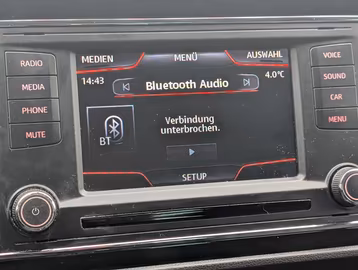 RADIO
MEDIA
PHONE
MUTE
MEDIEN
MENÜ
AUSWAHL
14:43
Bluetooth Audio
4.0°C
BT
Verbindung
unterbrochen.
SETUP
VOICE
SOUND
CAR
MENU